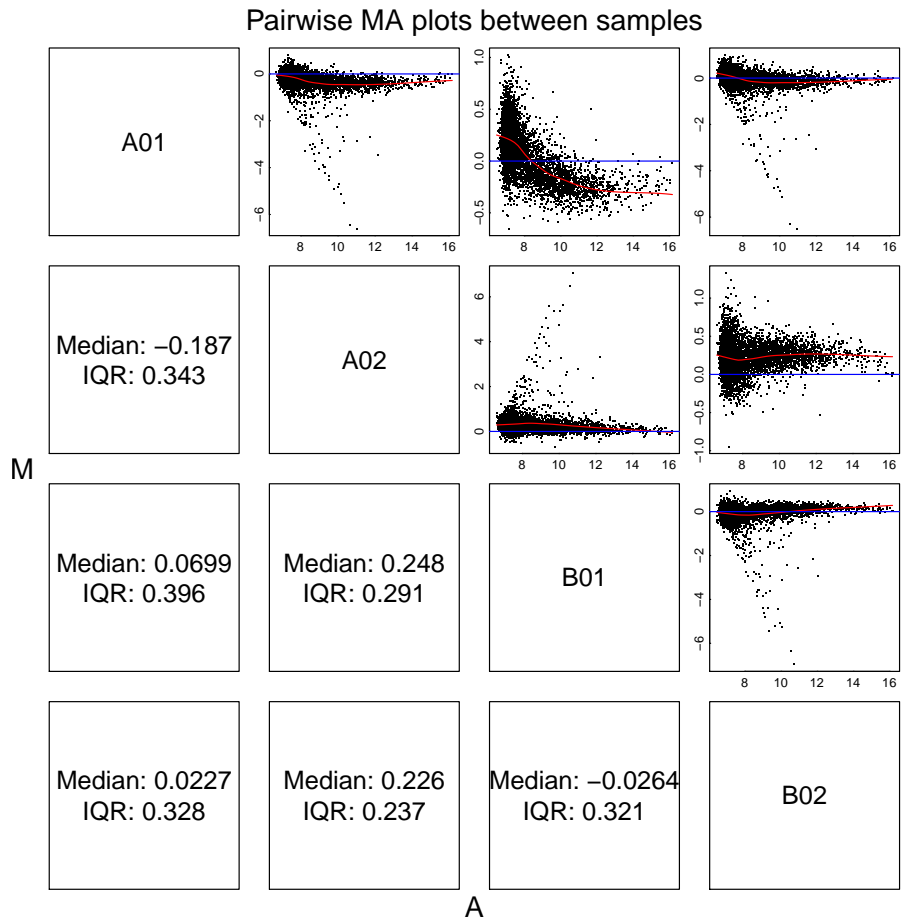 Pairwise MA plots between samples
A01
0
−2
−4
−6
8 10 12 14 16
1.0
0.5
0.0
−0.5
8 10 12 14 16
0
−2
−4
−6
8 10 12 14 16
Median: −0.187
IQR: 0.343
A02
6
4
2
0
8 10 12 14 16
1.0
0.5
0.0
−0.5
−1.0
8 10 12 14 16
M
Median: 0.0699
IQR: 0.396
Median: 0.248
IQR: 0.291
B01
0
−2
−4
−6
8 10 12 14 16
Median: 0.0227
IQR: 0.328
Median: 0.226
IQR: 0.237
Median: −0.0264
IQR: 0.321
B02
A